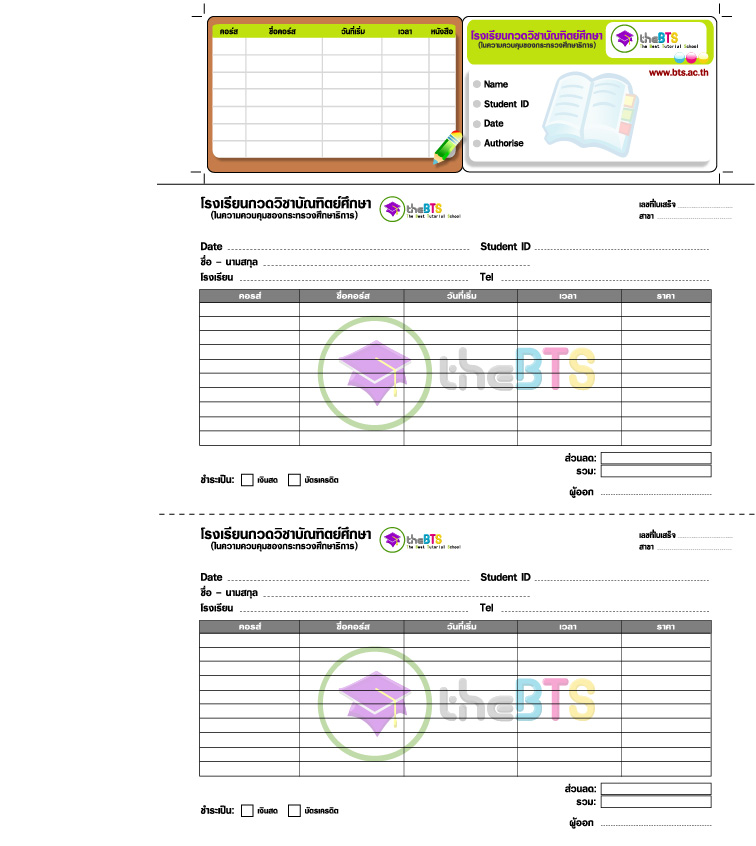 คอร์ส ชื่อคอร์ส วันที่เริ่ม เวลา หนังสือ
โรงเรียนกวดวิชาบัณฑิตย์ศึกษา
(ในความควบคุมของกระทรวงศึกษาธิการ)
theBTS
The Best Tutorial School
www.bts.ac.th
Name
Student ID
Date
Authorise
โรงเรียนกวดวิชาบัณฑิตย์ศึกษา
(ในความควบคุมของกระทรวงศึกษาธิการ)
theBTS
The Best Tutorial School
เลขที่ใบเสร็จ
สาขา
Date Student ID
ชื่อ - นามสกุล
โรงเรียน Tel
คอร์ส ชื่อคอร์ส วันที่เริ่ม เวลา ราคา
theBTS
ส่วนลด:
รวม:
ชำระเป็น: เงินสด บัตรเครดิต
ผู้ออก
โรงเรียนกวดวิชาบัณฑิตย์ศึกษา
(ในความควบคุมของกระทรวงศึกษาธิการ)
theBTS
The Best Tutorial School
เลขที่ใบเสร็จ
สาขา
Date Student ID
ชื่อ - นามสกุล
โรงเรียน Tel
คอร์ส ชื่อคอร์ส วันที่เริ่ม เวลา ราคา
theBTS
ส่วนลด:
รวม:
ชำระเป็น: เงินสด บัตรเครดิต
ผู้ออก